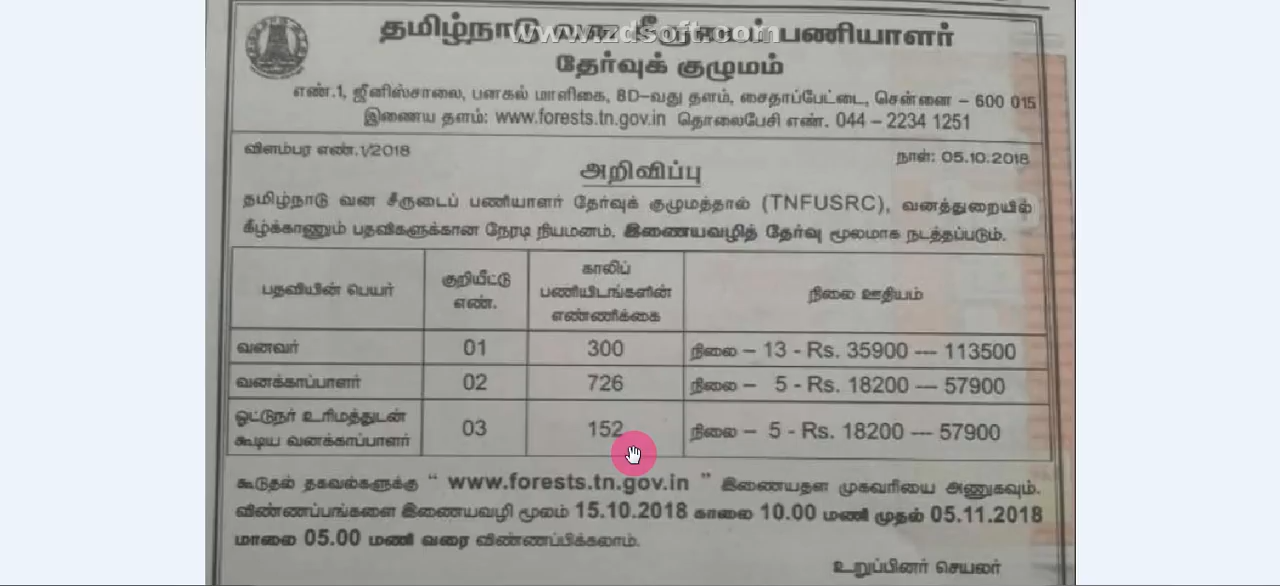 தமிழ்நாடு வன சீருடைப் பணியாளர்
www.zdsoft.com
தேர்வுக் குழுமம்
எண்.1, ஜீனிஸ்சாலை, பனகல் மாளிகை, 8D–வது தளம், சைதாப்பேட்டை, சென்னை – 600 015
இணைய தளம்: www.forests.tn.gov.in தொலைபேசி எண். 044 – 2234 1251
விளம்பர எண்.1/2018 நாள்: 05.10.2018
அறிவிப்பு
தமிழ்நாடு வன சீருடைப் பணியாளர் தேர்வுக் குழுமத்தால் (TNFUSRC), வனத்துறையில்
கீழ்க்காணும் பதவிகளுக்கான நேரடி நியமனம். இணையவழித் தேர்வு மூலமாக நடத்தப்படும்.
பதவியின் பெயர் குறியீட்டு எண். காலிப் பணியிடங்களின் எண்ணிக்கை நிலை ஊதியம்
வனவர் 01 300 நிலை – 13 - Rs. 35900 --- 113500
வனக்காப்பாளர் 02 726 நிலை – 5 - Rs. 18200 --- 57900
ஓட்டுநர் உரிமத்துடன் கூடிய வனக்காப்பாளர் 03 152 நிலை – 5 - Rs. 18200 --- 57900
கூடுதல் தகவல்களுக்கு “ www.forests.tn.gov.in ” இணையதள முகவரியை அணுகவும்.
விண்ணப்பங்களை இணையவழி மூலம் 15.10.2018 காலை 10.00 மணி முதல் 05.11.2018
மாலை 05.00 மணி வரை விண்ணப்பிக்கலாம்.
உறுப்பினர் செயலர்